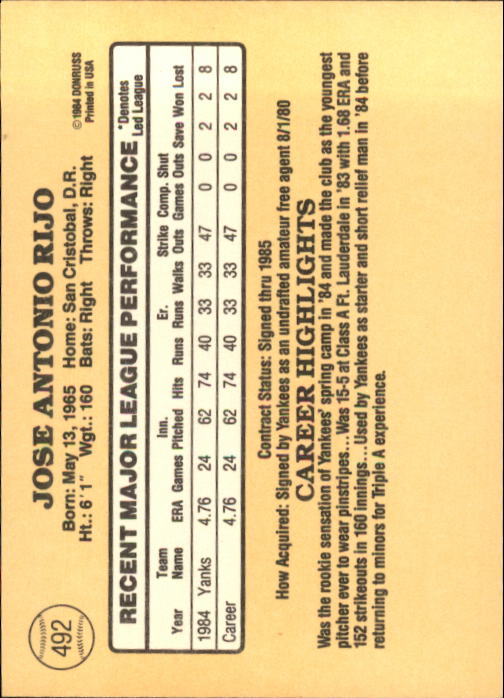 492
JOSE ANTONIO RIJO
Born: May 13, 1965 Home: San Cristobal, D.R.
Ht.: 6'1" Wgt.: 160 Bats: Right Throws: Right
©1984 DONRUSS
Printed in USA
RECENT MAJOR LEAGUE PERFORMANCE
*Denotes
Led League
Team Inn. Er. Strike Comp. Shut
Year Name ERA Games Pitched Hits Runs Runs Walks Outs Games Outs Save Won Lost
1984 Yanks 4.76 24 62 74 40 33 33 47 0 0 2 2 8
Career 4.76 24 62 74 40 33 33 47 0 0 2 2 8
Contract Status: Signed thru 1985
How Acquired: Signed by Yankees as an undrafted amateur free agent 8/1/80
CAREER HIGHLIGHTS
Was the rookie sensation of Yankees' spring camp in '84 and made the club as the youngest
pitcher ever to wear pinstripes...Was 15-5 at Class A Ft. Lauderdale in '83 with 1.68 ERA and
152 strikeouts in 160 innings...Used by Yankees as starter and short relief man in '84 before
returning to minors for Triple A experience.